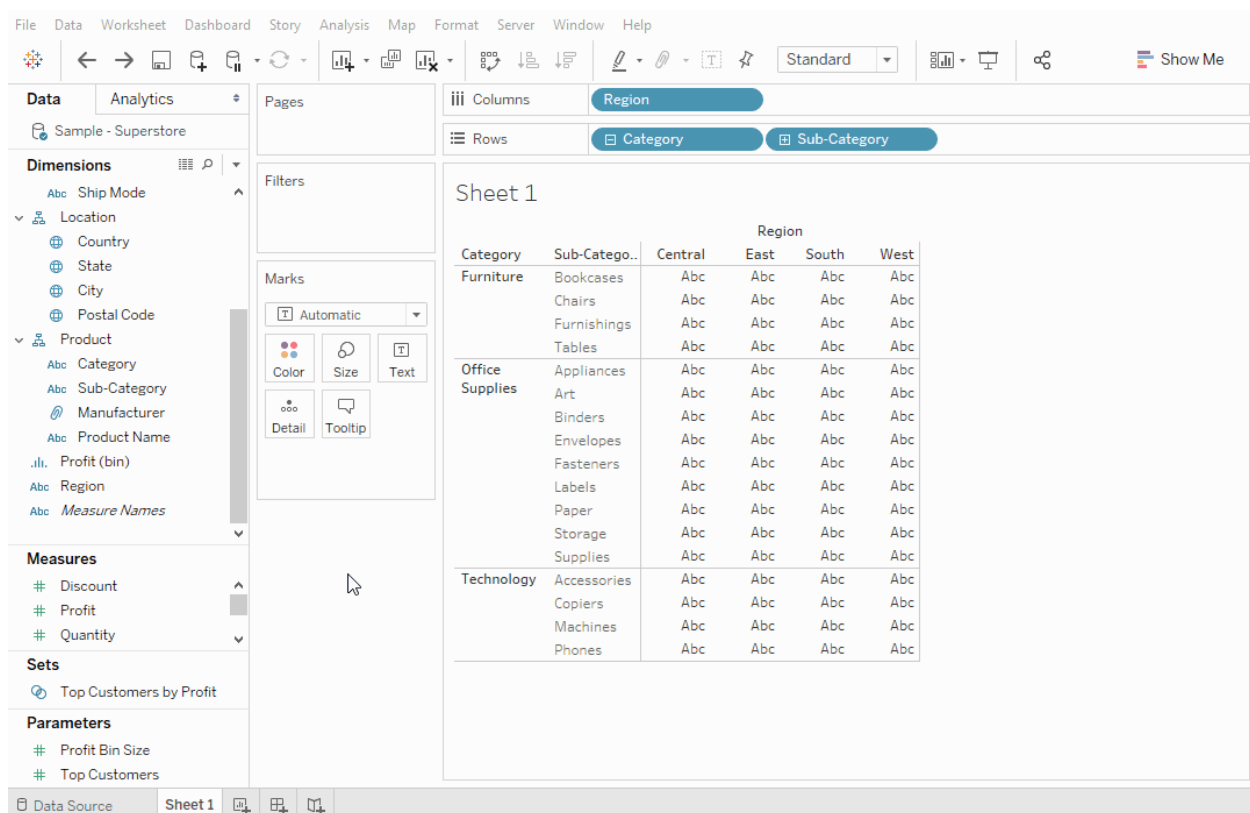 File Data Worksheet Dashboard Story Analysis Map Format Server Window Help
Standard
Show Me
Data Analytics
Sample - Superstore
Dimensions
Abc Ship Mode
Location
Country
State
City
Postal Code
Product
Abc Category
Abc Sub-Category
Manufacturer
Abc Product Name
Profit (bin)
Abc Region
Abc Measure Names
Measures
# Discount
# Profit
# Quantity
Sets
Top Customers by Profit
Parameters
# Profit Bin Size
# Top Customers
Pages
Filters
Marks
T Automatic
Color Size T Text
Detail Tooltip
Columns Region
Rows Category Sub-Category
Sheet 1
Region
Category Sub-Catego.. Central East South West
Furniture Bookcases Abc Abc Abc Abc
Chairs Abc Abc Abc Abc
Furnishings Abc Abc Abc Abc
Tables Abc Abc Abc Abc
Office Supplies Appliances Abc Abc Abc Abc
Art Abc Abc Abc Abc
Binders Abc Abc Abc Abc
Envelopes Abc Abc Abc Abc
Fasteners Abc Abc Abc Abc
Labels Abc Abc Abc Abc
Paper Abc Abc Abc Abc
Storage Abc Abc Abc Abc
Supplies Abc Abc Abc Abc
Technology Accessories Abc Abc Abc Abc
Copiers Abc Abc Abc Abc
Machines Abc Abc Abc Abc
Phones Abc Abc Abc Abc
Data Source Sheet 1